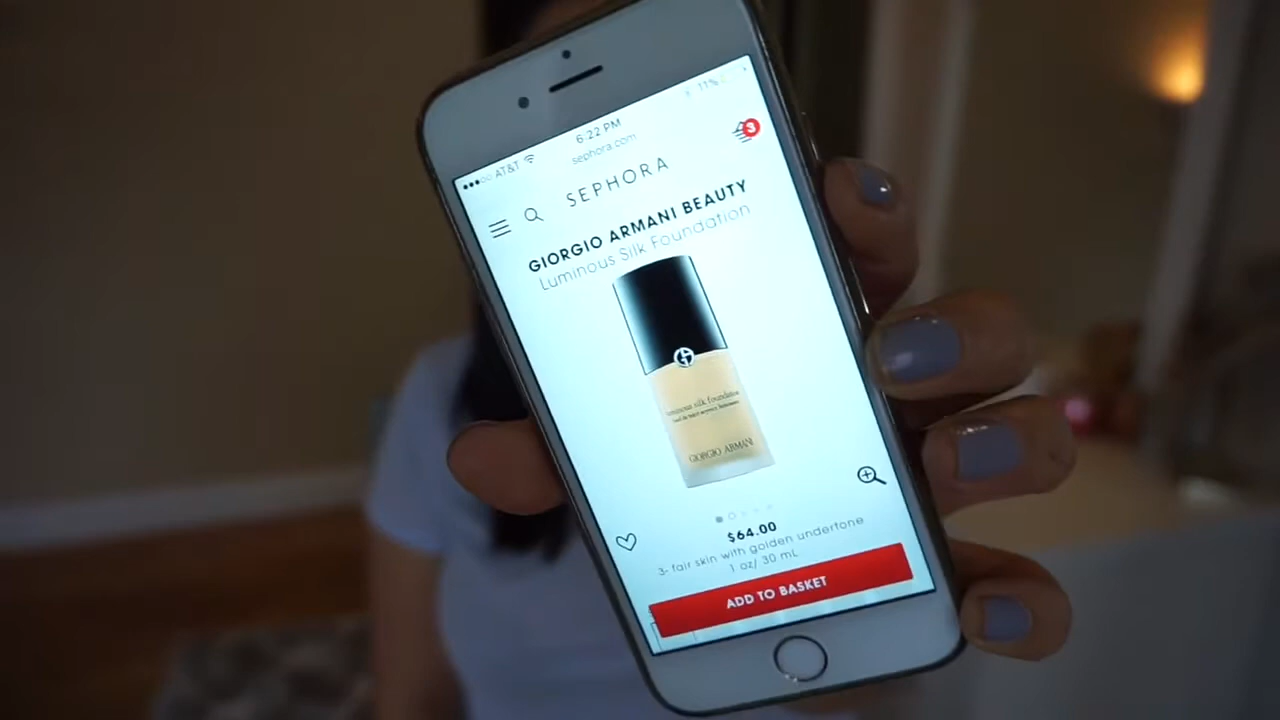 AT&T 6:22 PM 11%
sephora.com
3
SEPHORA
GIORGIO ARMANI BEAUTY
Luminous Silk Foundation
luminous silk foundation
GIORGIO ARMANI
$64.00
3- fair skin with golden undertone
1 oz/ 30 mL
ADD TO BASKET